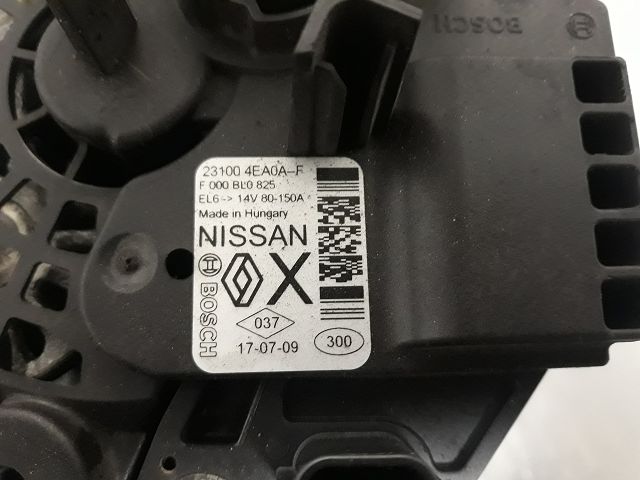 BOSCH
23100 4EA0A-F
F 000 BL0 825
EL6-> 14V 80-150A
Made in Hungary
NISSAN
X
BOSCH
037
17-07-09
300